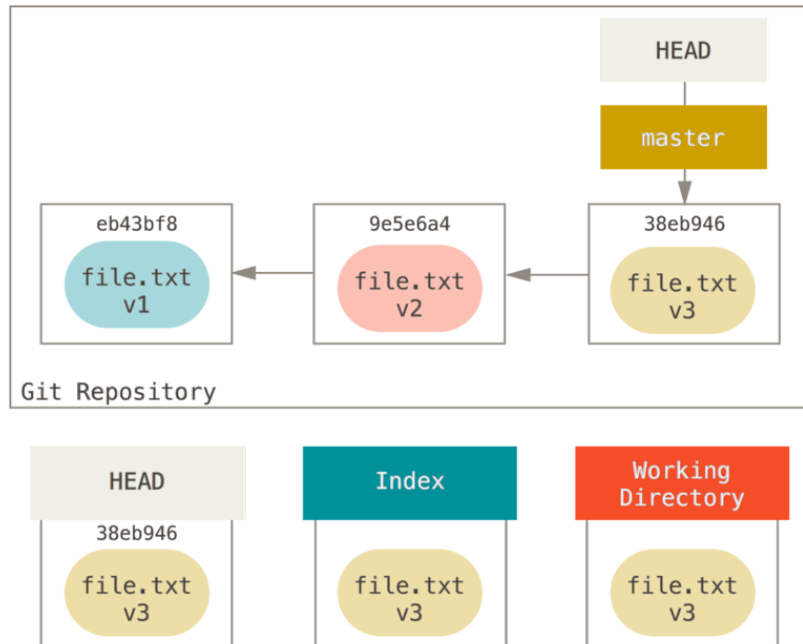 HEAD
master
eb43bf8
9e5e6a4
38eb946
file.txt
v1
file.txt
v2
file.txt
v3
Git Repository
HEAD
Index
Working
Directory
38eb946
file.txt
v3
file.txt
v3
file.txt
v3